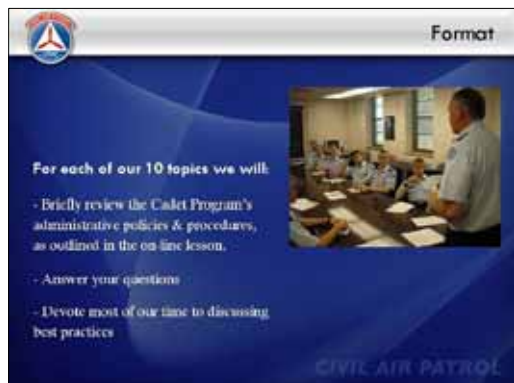 Format
For each of our 10 topics we will:
- Briefly review the Cadet Program's
administrative policies & procedures,
as outlined in the on-line lesson.
- Answer your questions
- Devote most of our time to discussing
best practices
CIVIL AIR PATROL